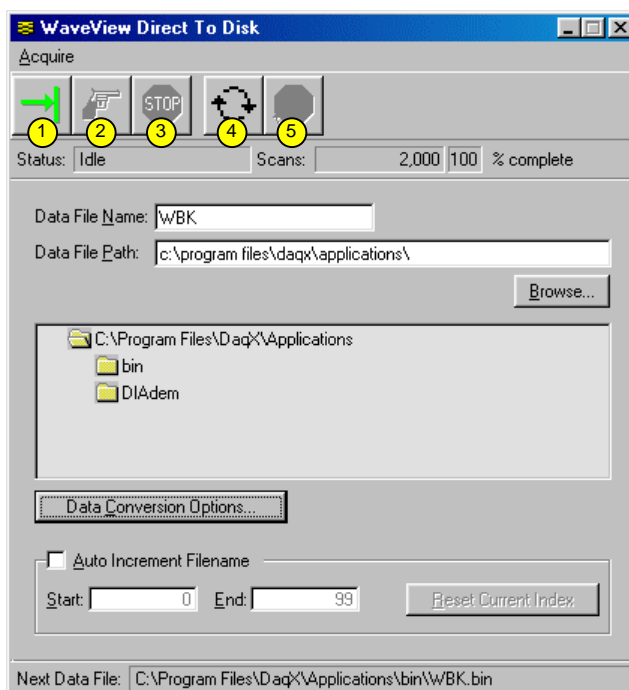 WaveView Direct To Disk
Acquire
STOP
1 2 3 4 5
Status: Idle Scans: 2,000 100 % complete
Data File Name: WBK
Data File Path: c:\program files\daqx\applications\
Browse...
C:\Program Files\DaqX\Applications
bin
DIAdem
Data Conversion Options...
Auto Increment Filename
Start: 0 End: 99 Reset Current Index
Next Data File: C:\Program Files\DaqX\Applications\bin\WBK.bin